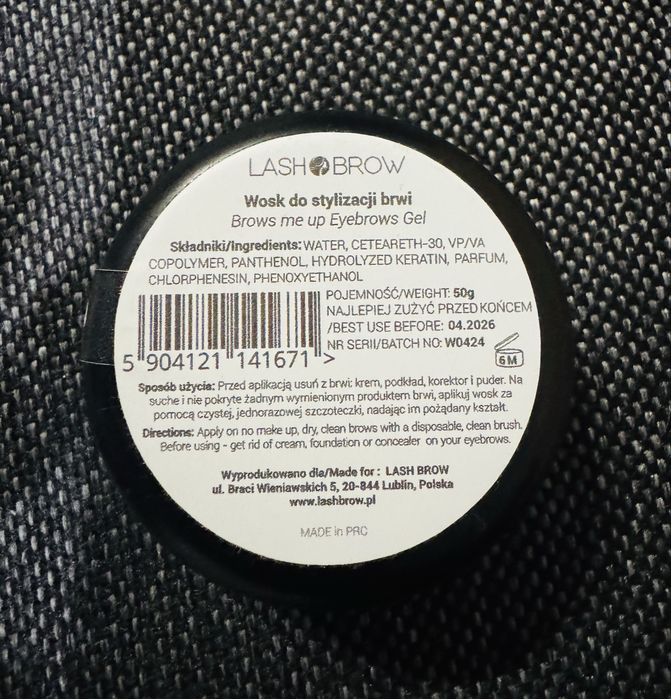 LASH BROW
Wosk do stylizacji brwi
Brows me up Eyebrows Gel
Składniki/Ingredients: WATER, CETEARETH-30, VP/VA
COPOLYMER, PANTHENOL, HYDROLYZED KERATIN, PARFUM,
CHLORPHENESIN, PHENOXYETHANOL
POJEMNOŚĆ/WEIGHT: 50g
NAJLEPIEJ ZUŻYĆ PRZED KOŃCEM
/BEST USE BEFORE: 04.2026
NR SERII/BATCH NO: W0424
5 904121 141671 >
6 M
Sposób użycia: Przed aplikacją usuń z brwi: krem, podkład, korektor i puder. Na
suche i nie pokryte żadnym wymienionym produktem brwi, aplikuj wosk za
pomocą czystej, jednorazowej szczoteczki, nadając im pożądany kształt.
Directions: Apply on no make up, dry, clean brows with a disposable, clean brush.
Before using - get rid of cream, foundation or concealer on your eyebrows.
Wyprodukowano dla/Made for : LASH BROW
ul. Braci Wieniawskich 5, 20-844 Lublin, Polska
www.lashbrow.pl
MADE in PRC